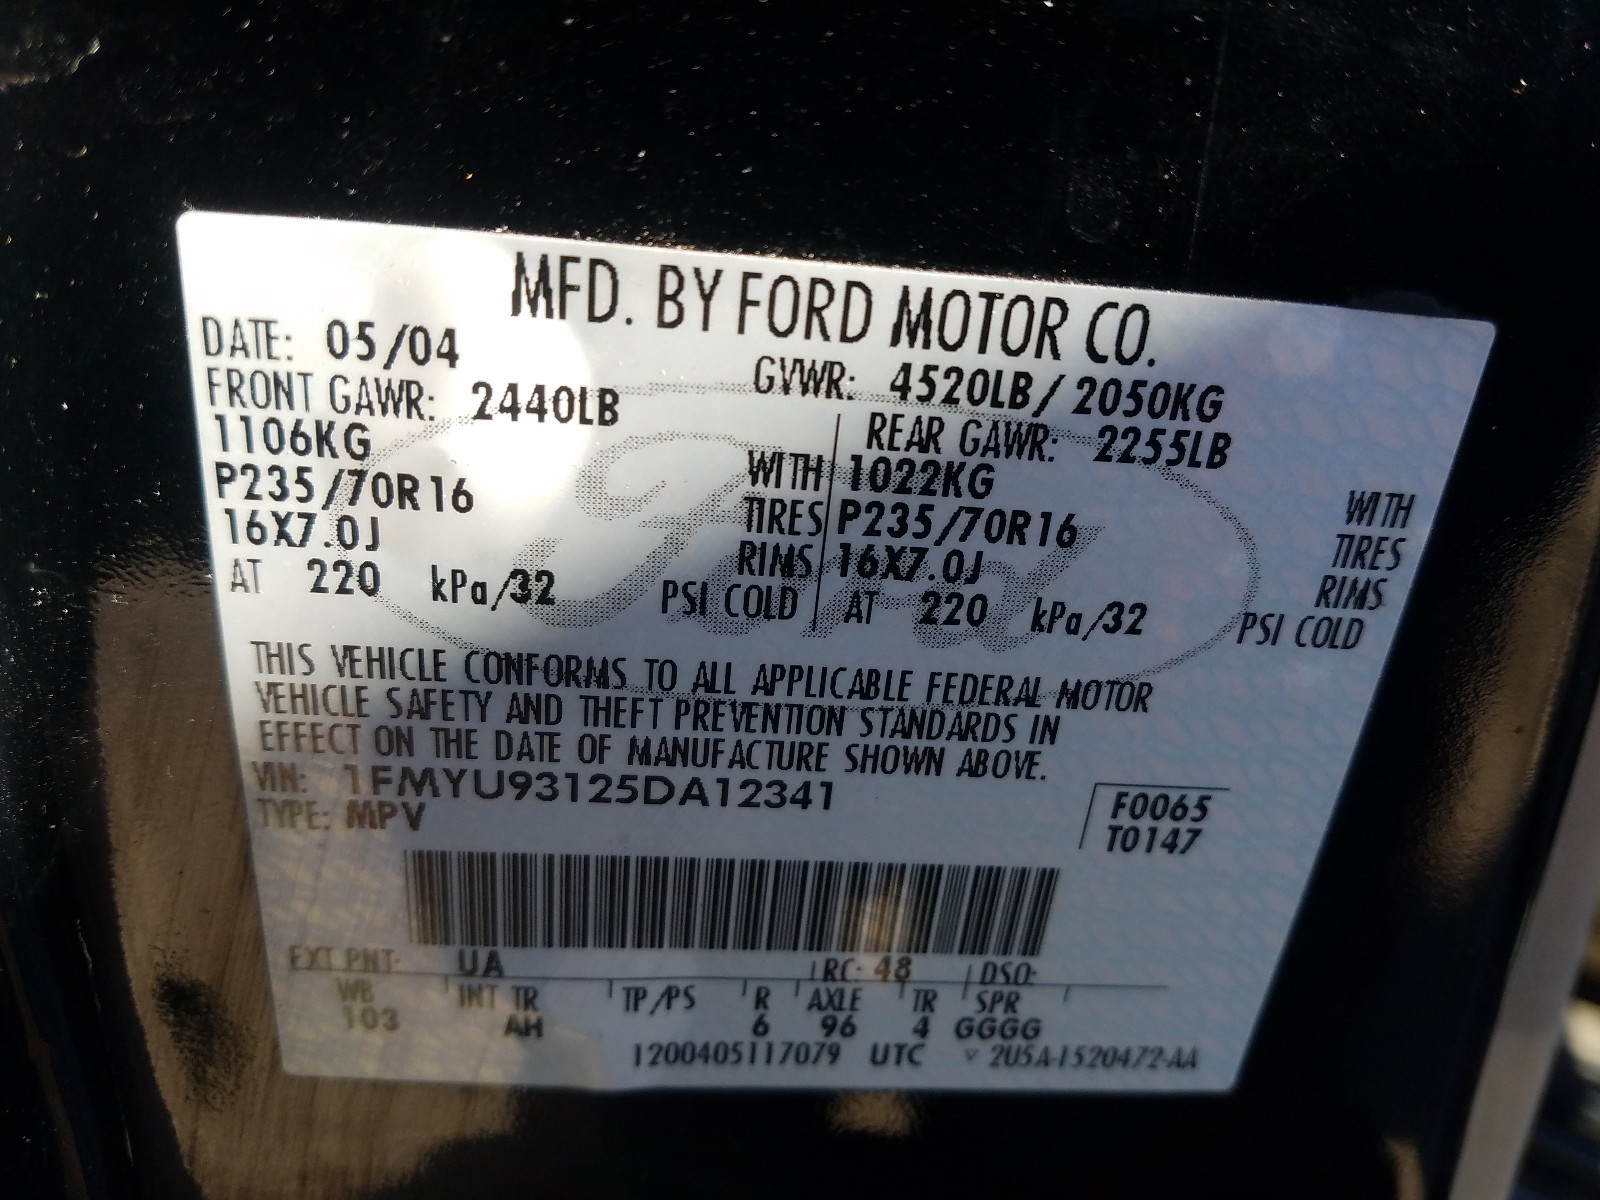 MFD. BY FORD MOTOR CO.
DATE: 05/04
GVWR: 4520LB/2050KG
FRONT GAWR: 2440LB
REAR GAWR: 2255LB
1106KG WITH
1022KG WITH
P235/70R16 TIRES
P235/70R16 TIRES
16X7.0J RIMS
16X7.0J RIMS
AT 220 kPa/32 PSI COLD
AT 220 kPa/32 PSI COLD
Ford
THIS VEHICLE CONFORMS TO ALL APPLICABLE FEDERAL MOTOR
VEHICLE SAFETY AND THEFT PREVENTION STANDARDS IN
EFFECT ON THE DATE OF MANUFACTURE SHOWN ABOVE.
VIN: 1FMYU93125DA12341
TYPE: MPV
F0065
T0147
EXT PNT: UA RC: 48 DSO:
WB INT TR TP/PS R AXLE TR SPR
103 AH 6 96 4 GGGG
1200405117079 UTC ▽ 2U5A-1520472-AA